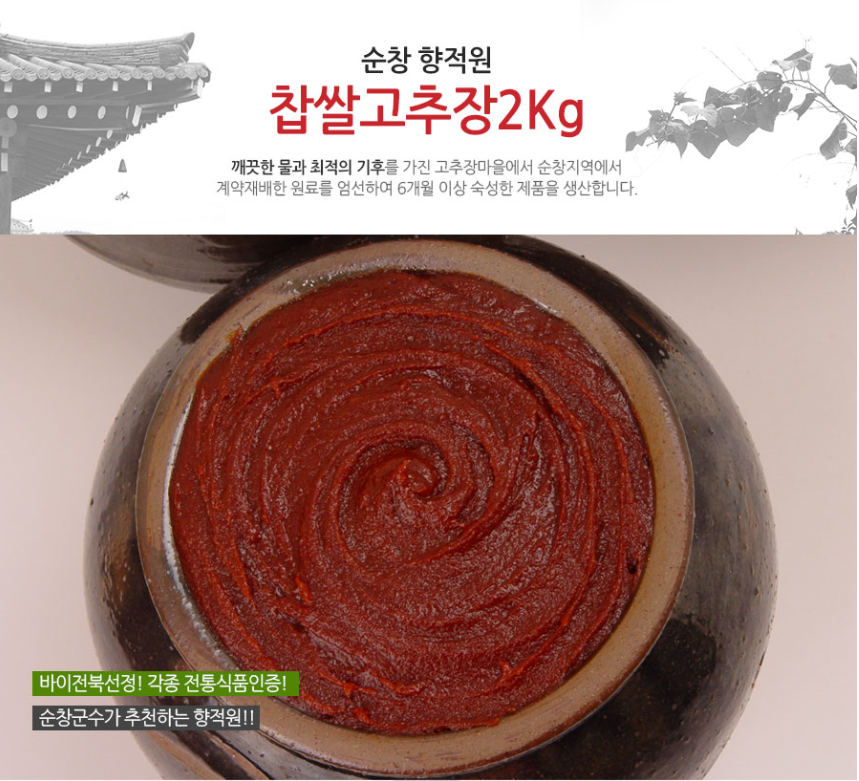 순창 향적원
찹쌀고추장2Kg
깨끗한 물과 최적의 기후를 가진 고추장마을에서 순창지역에서
계약재배한 원료를 엄선하여 6개월 이상 숙성한 제품을 생산합니다.
바이전북선정! 각종 전통식품인증!
순창군수가 추천하는 향적원!!